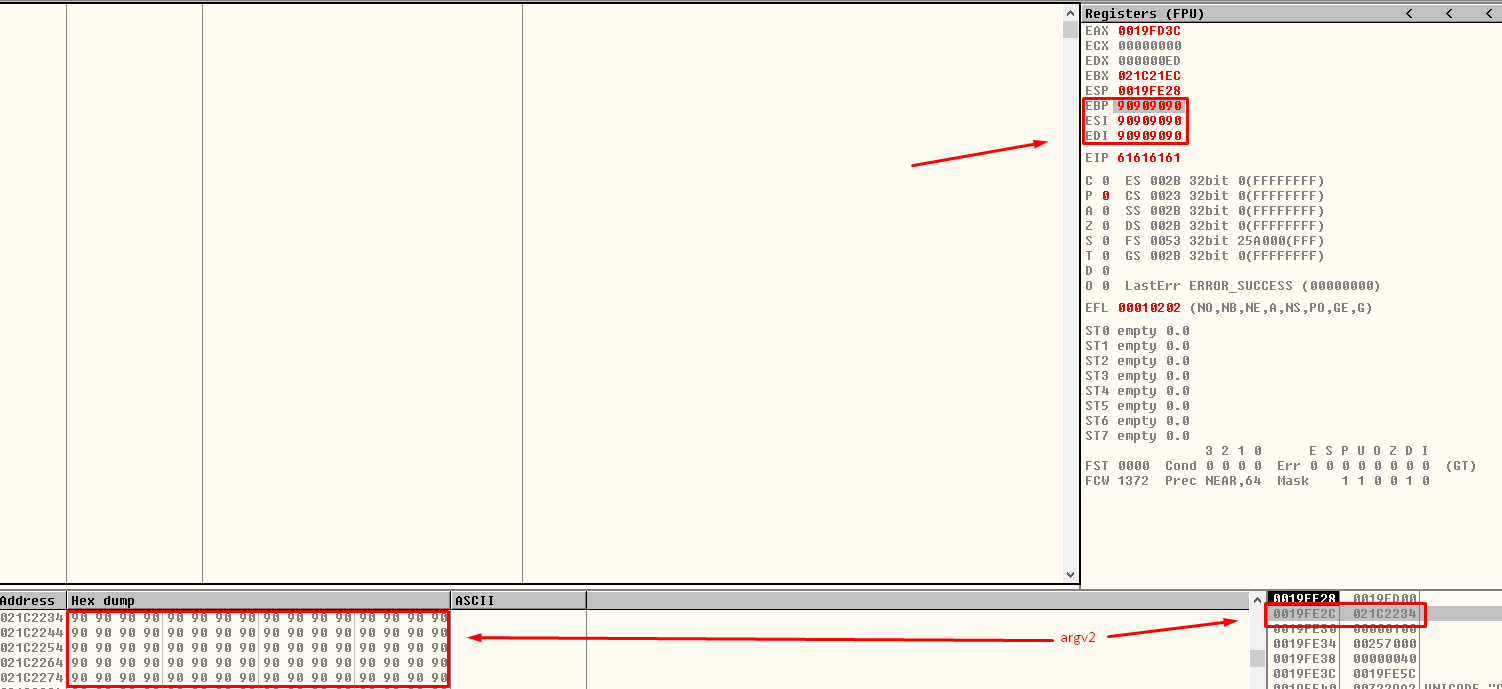 Registers (FPU) < < <
EAX 0019FD3C
ECX 00000000
EDX 000000ED
EBX 021C21EC
ESP 0019FE28
EBP 90909090
ESI 90909090
EDI 90909090
EIP 61616161
C 0 ES 002B 32bit 0(FFFFFFFF)
P 0 CS 0023 32bit 0(FFFFFFFF)
A 0 SS 002B 32bit 0(FFFFFFFF)
Z 0 DS 002B 32bit 0(FFFFFFFF)
S 0 FS 0053 32bit 25A000(FFF)
T 0 GS 002B 32bit 0(FFFFFFFF)
D 0
O 0 LastErr ERROR_SUCCESS (00000000)
EFL 00010202 (NO,NB,NE,A,NS,PO,GE,G)
ST0 empty 0.0
ST1 empty 0.0
ST2 empty 0.0
ST3 empty 0.0
ST4 empty 0.0
ST5 empty 0.0
ST6 empty 0.0
ST7 empty 0.0
3 2 1 0 E S P U O Z D I
FST 0000 Cond 0 0 0 0 Err 0 0 0 0 0 0 0 0 (GT)
FCW 1372 Prec NEAR,64 Mask 1 1 0 0 1 0
Address Hex dump ASCII
021C2234 90 90 90 90 90 90 90 90 90 90 90 90 90 90 90 90
021C2244 90 90 90 90 90 90 90 90 90 90 90 90 90 90 90 90
021C2254 90 90 90 90 90 90 90 90 90 90 90 90 90 90 90 90
021C2264 90 90 90 90 90 90 90 90 90 90 90 90 90 90 90 90
021C2274 90 90 90 90 90 90 90 90 90 90 90 90 90 90 90 90
argv2
0019FE28 0019FD00
0019FE2C 021C2234
0019FE30 00000100
0019FE34 00257000
0019FE38 00000040
0019FE3C 0019FE5C